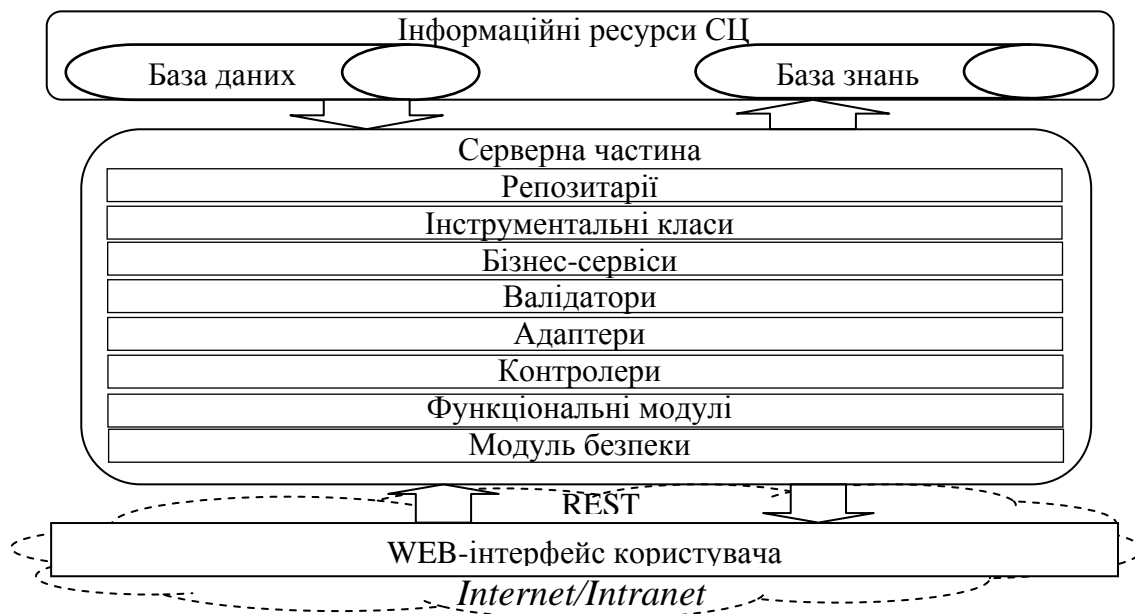 Інформаційні ресурси СЦ
База даних
База знань
Серверна частина
Репозитарії
Інструментальні класи
Бізнес-сервіси
Валідатори
Адаптери
Контролери
Функціональні модулі
Модуль безпеки
REST
WEB-інтерфейс користувача
Internet/Intranet